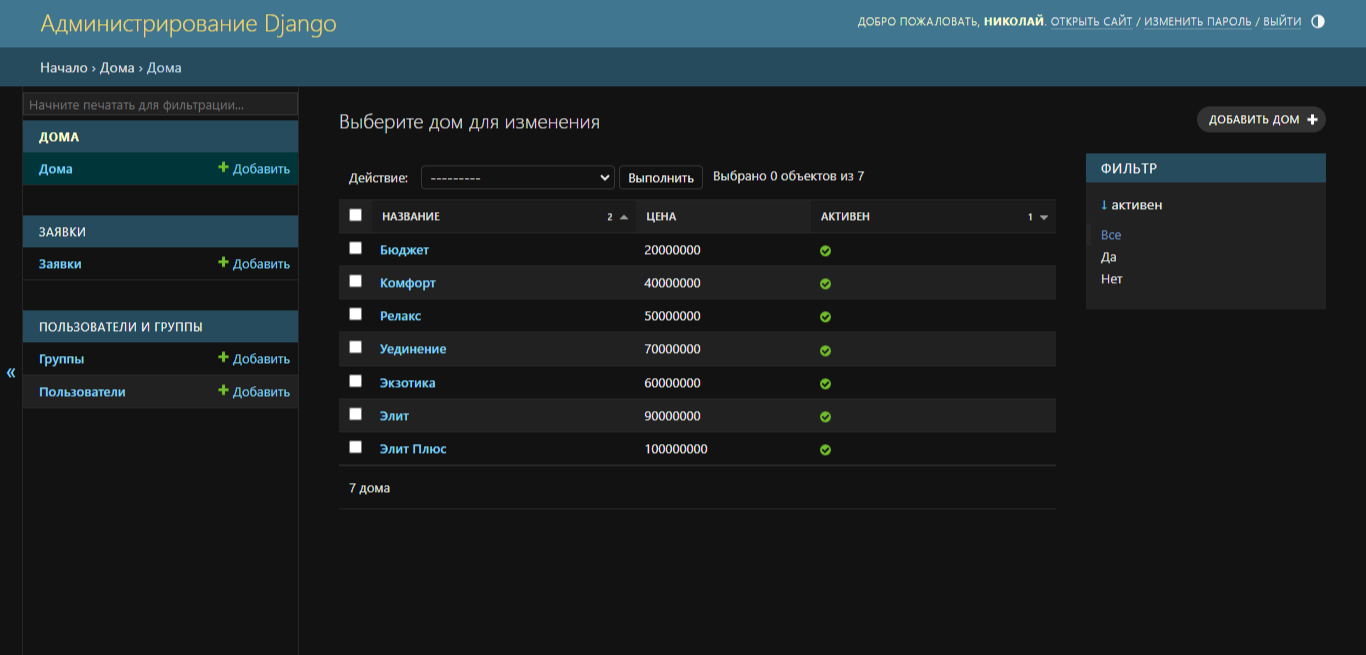 Администрирование Django
ДОБРО ПОЖАЛОВАТЬ, НИКОЛАЙ. ОТКРЫТЬ САЙТ / ИЗМЕНИТЬ ПАРОЛЬ / ВЫЙТИ
Начало › Дома › Дома
Начните печатать для фильтрации...
ДОМА
Дома Добавить
ЗАЯВКИ
Заявки Добавить
ПОЛЬЗОВАТЕЛИ И ГРУППЫ
Группы Добавить
Пользователи Добавить
«
Выберите дом для изменения
ДОБАВИТЬ ДОМ +
Действие: --------- Выполнить Выбрано 0 объектов из 7
НАЗВАНИЕ 2 ЦЕНА АКТИВЕН 1
Бюджет 20000000
Комфорт 40000000
Релакс 50000000
Уединение 70000000
Экзотика 60000000
Элит 90000000
Элит Плюс 100000000
7 дома
ФИЛЬТР
↓ активен
Все
Да
Нет